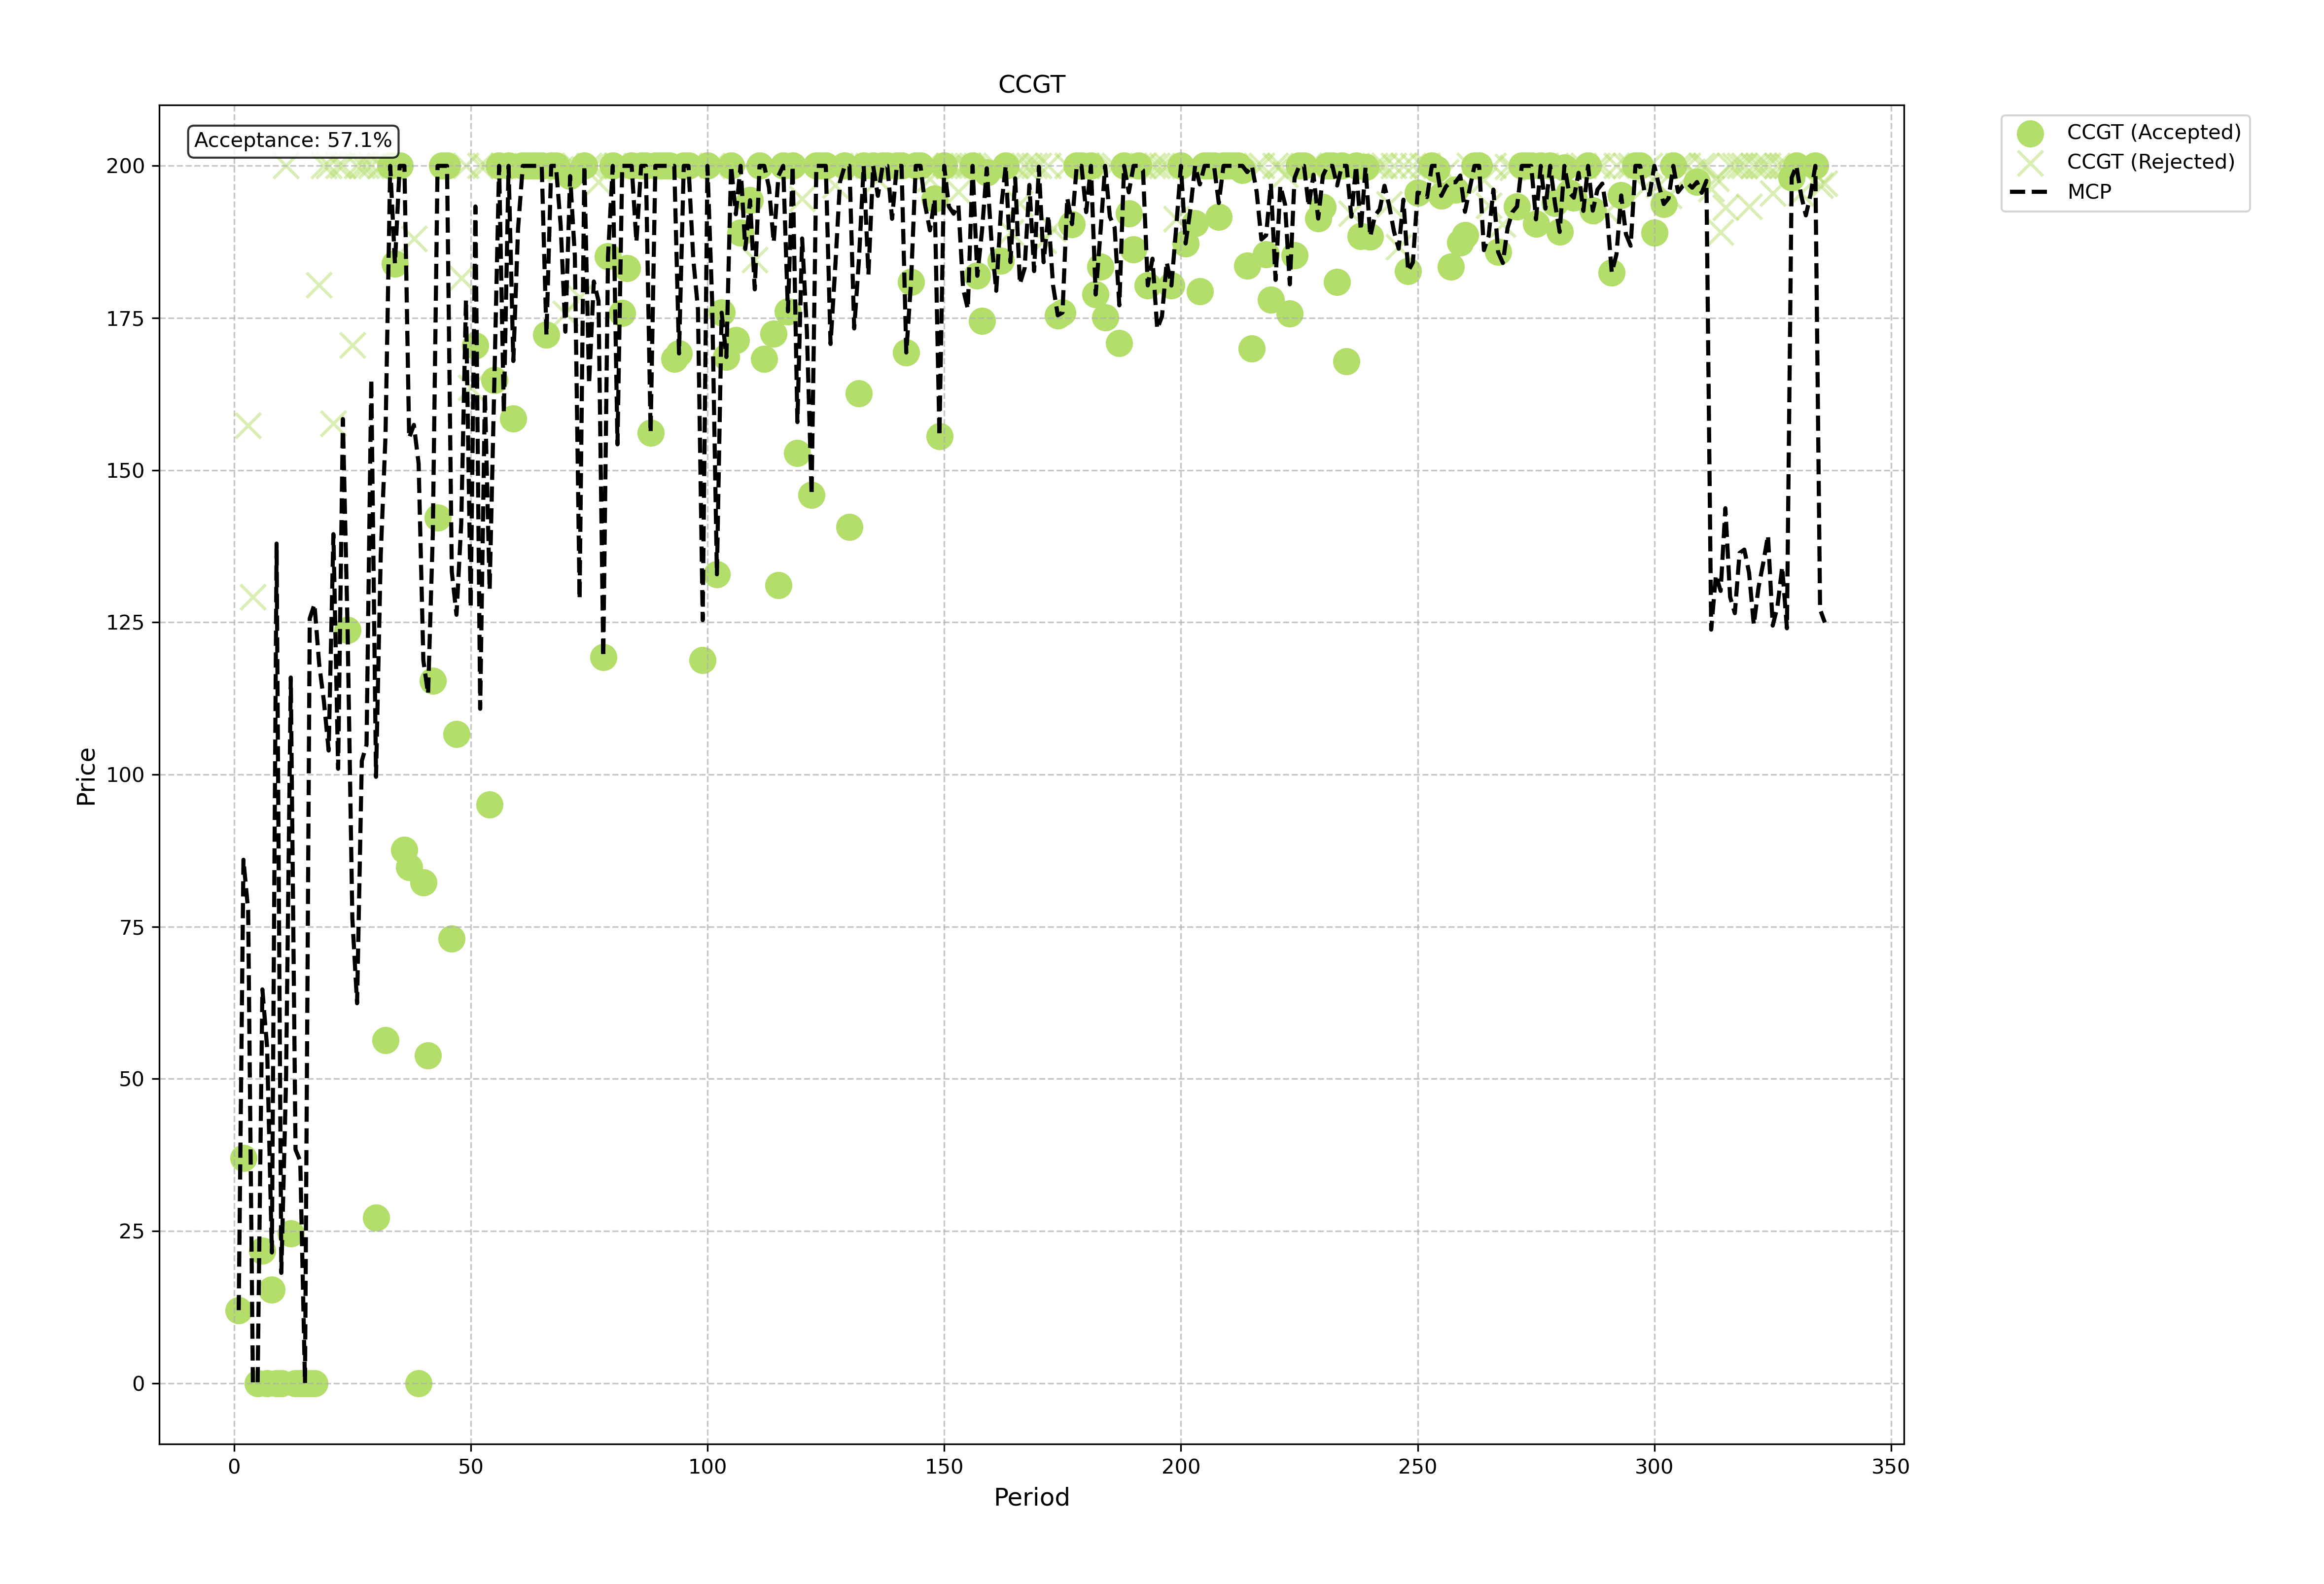 CCGT
Acceptance: 57.1%
CCGT (Accepted)
CCGT (Rejected)
MCP
200
175
150
125
100
75
50
25
0
Price
0 50 100 150 200 250 300 350
Period